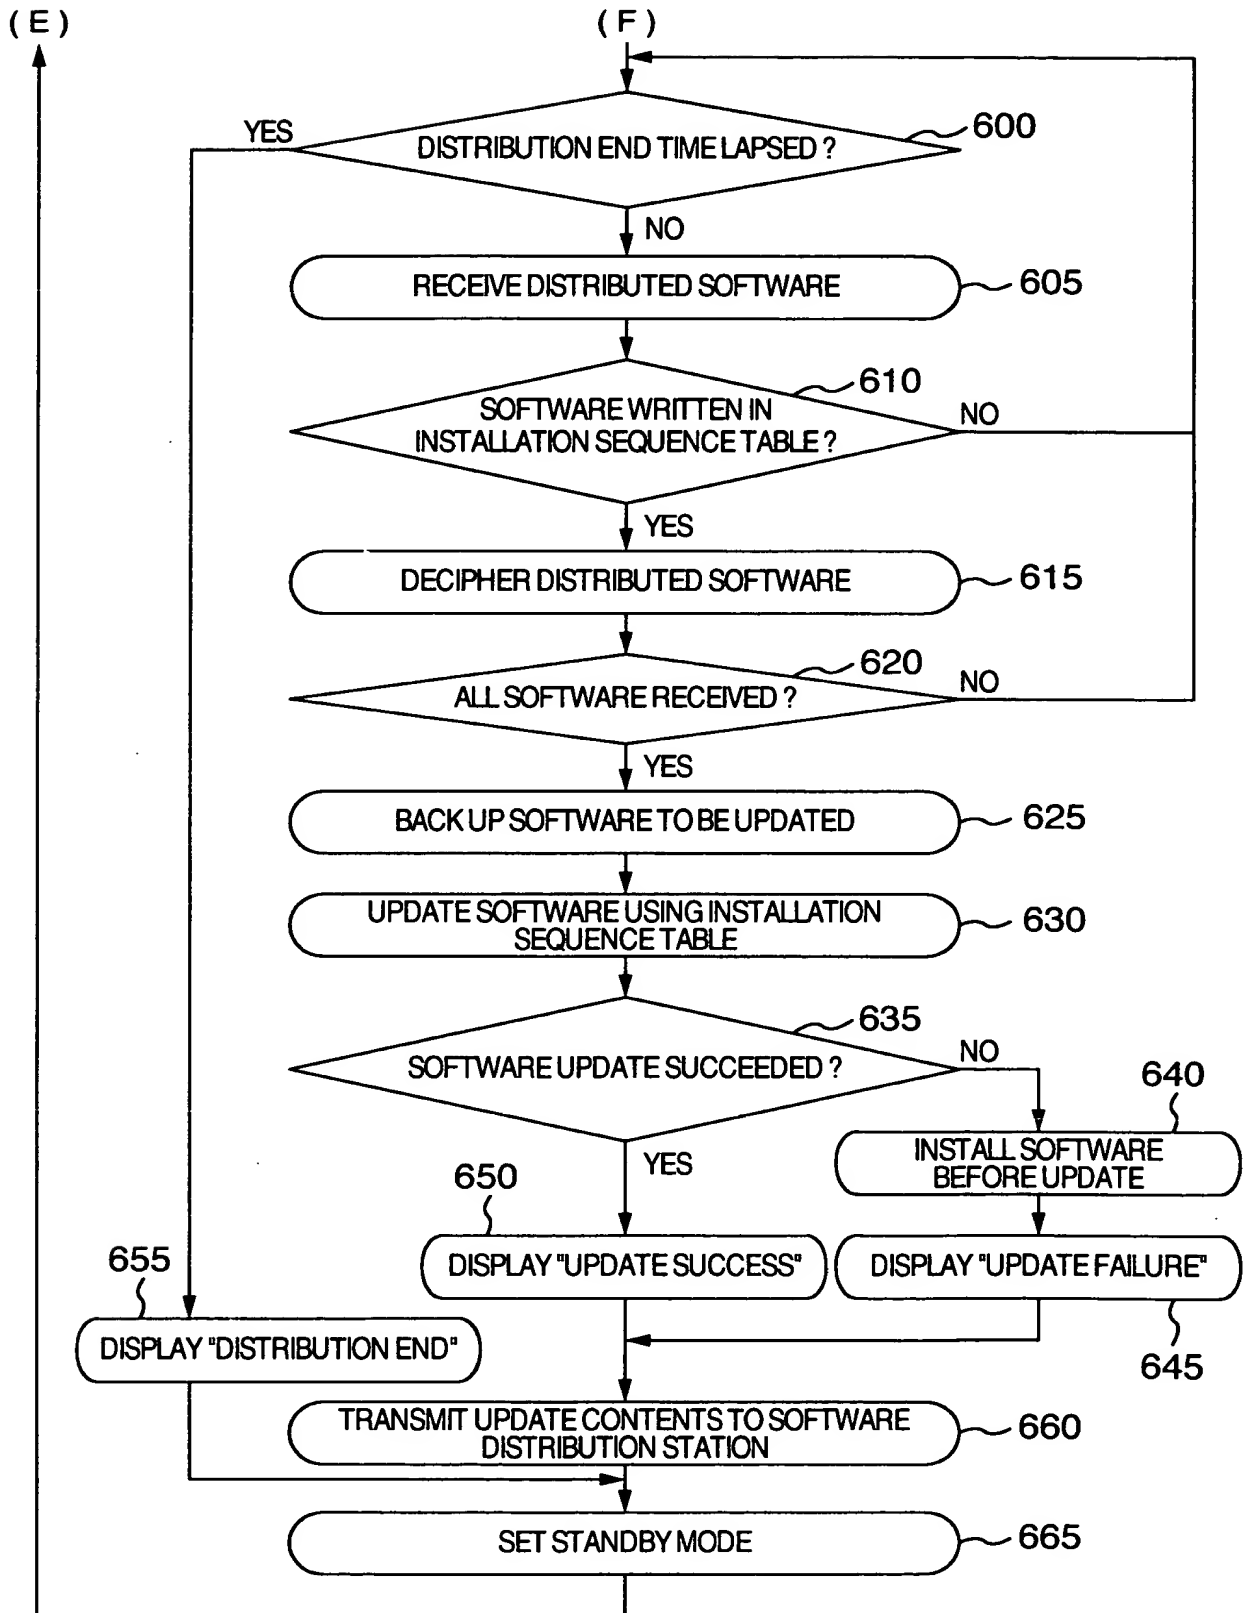 (E)
(F)
YES
DISTRIBUTION END TIME LAPSED ?
600
NO
RECEIVE DISTRIBUTED SOFTWARE
605
610
SOFTWARE WRITTEN IN
INSTALLATION SEQUENCE TABLE ?
NO
YES
DECIPHER DISTRIBUTED SOFTWARE
615
620
ALL SOFTWARE RECEIVED ?
NO
YES
BACK UP SOFTWARE TO BE UPDATED
625
UPDATE SOFTWARE USING INSTALLATION
SEQUENCE TABLE
630
635
SOFTWARE UPDATE SUCCEEDED ?
NO
640
INSTALL SOFTWARE
BEFORE UPDATE
YES
650
DISPLAY "UPDATE SUCCESS"
DISPLAY "UPDATE FAILURE"
645
655
DISPLAY "DISTRIBUTION END"
TRANSMIT UPDATE CONTENTS TO SOFTWARE
DISTRIBUTION STATION
660
SET STANDBY MODE
665